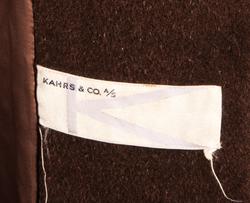 KAHRS & CO. A/S